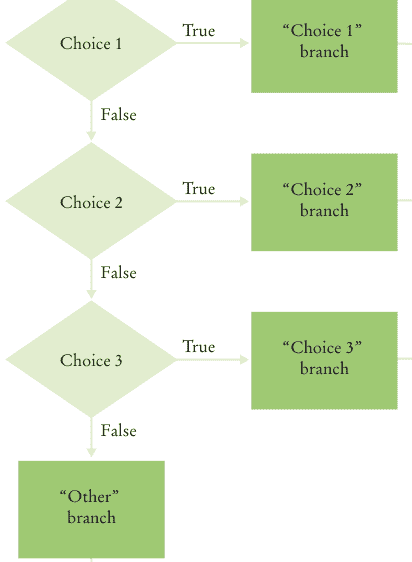 Choice 1
True
“Choice 1”
branch
False
Choice 2
True
“Choice 2”
branch
False
Choice 3
True
“Choice 3”
branch
False
“Other”
branch